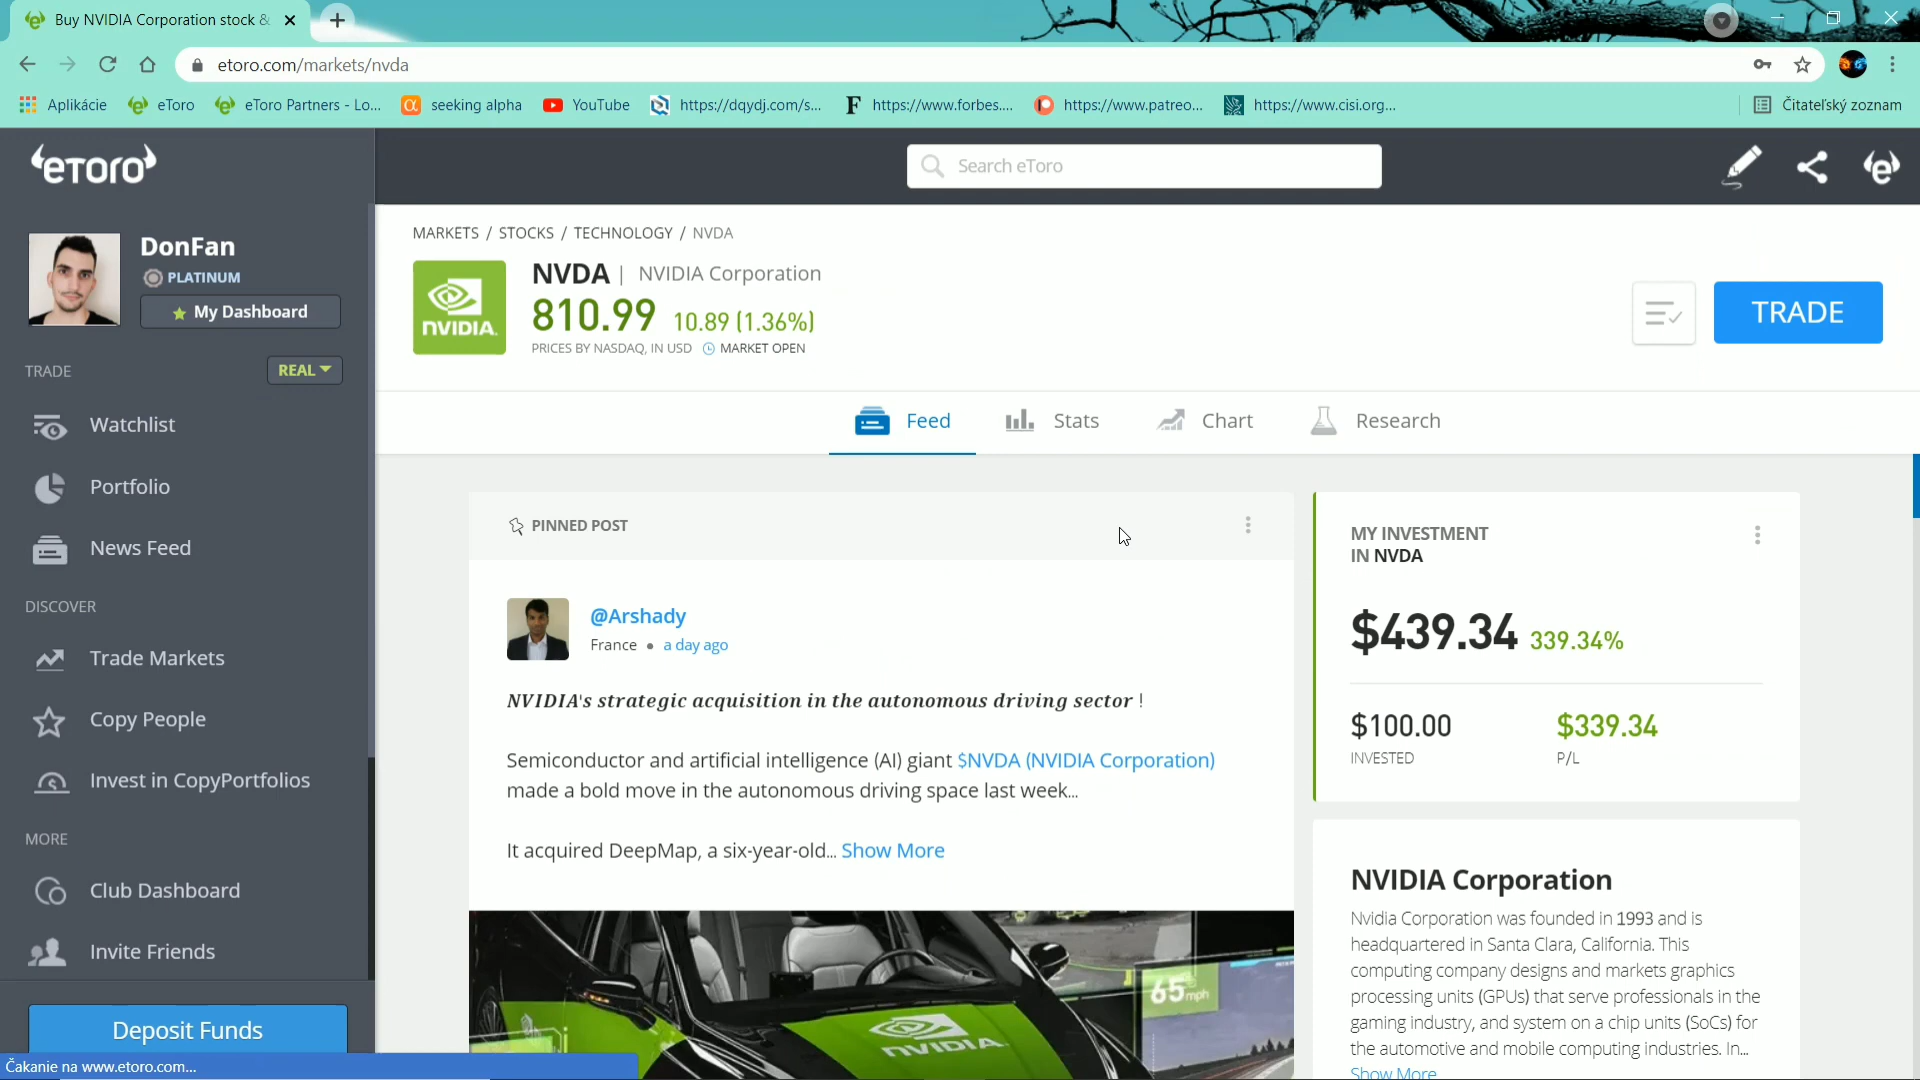 Buy NVIDIA Corporation stock &
etoro.com/markets/nvda
Aplikácie
eToro
eToro Partners - Lo...
seeking alpha
YouTube
https://dqydj.com/s...
https://www.forbes....
https://www.patreo...
https://www.cisi.org...
Čitateľský zoznam
eToro
Search eToro
DonFan
PLATINUM
My Dashboard
TRADE
REAL
Watchlist
Portfolio
News Feed
DISCOVER
Trade Markets
Copy People
Invest in CopyPortfolios
MORE
Club Dashboard
Invite Friends
Deposit Funds
Čakanie na www.etoro.com...
MARKETS / STOCKS / TECHNOLOGY / NVDA
NVIDIA.
NVDA | NVIDIA Corporation
810.99 10.89 (1.36%)
PRICES BY NASDAQ, IN USD MARKET OPEN
TRADE
Feed
Stats
Chart
Research
PINNED POST
@Arshady
France • a day ago
NVIDIA's strategic acquisition in the autonomous driving sector !
Semiconductor and artificial intelligence (AI) giant $NVDA (NVIDIA Corporation)
made a bold move in the autonomous driving space last week...
It acquired DeepMap, a six-year-old... Show More
65 mph
NVIDIA.
MY INVESTMENT
IN NVDA
$439.34 339.34%
$100.00
INVESTED
$339.34
P/L
NVIDIA Corporation
Nvidia Corporation was founded in 1993 and is
headquartered in Santa Clara, California. This
computing company designs and markets graphics
processing units (GPUs) that serve professionals in the
gaming industry, and system on a chip units (SoCs) for
the automotive and mobile computing industries. In...
Show More